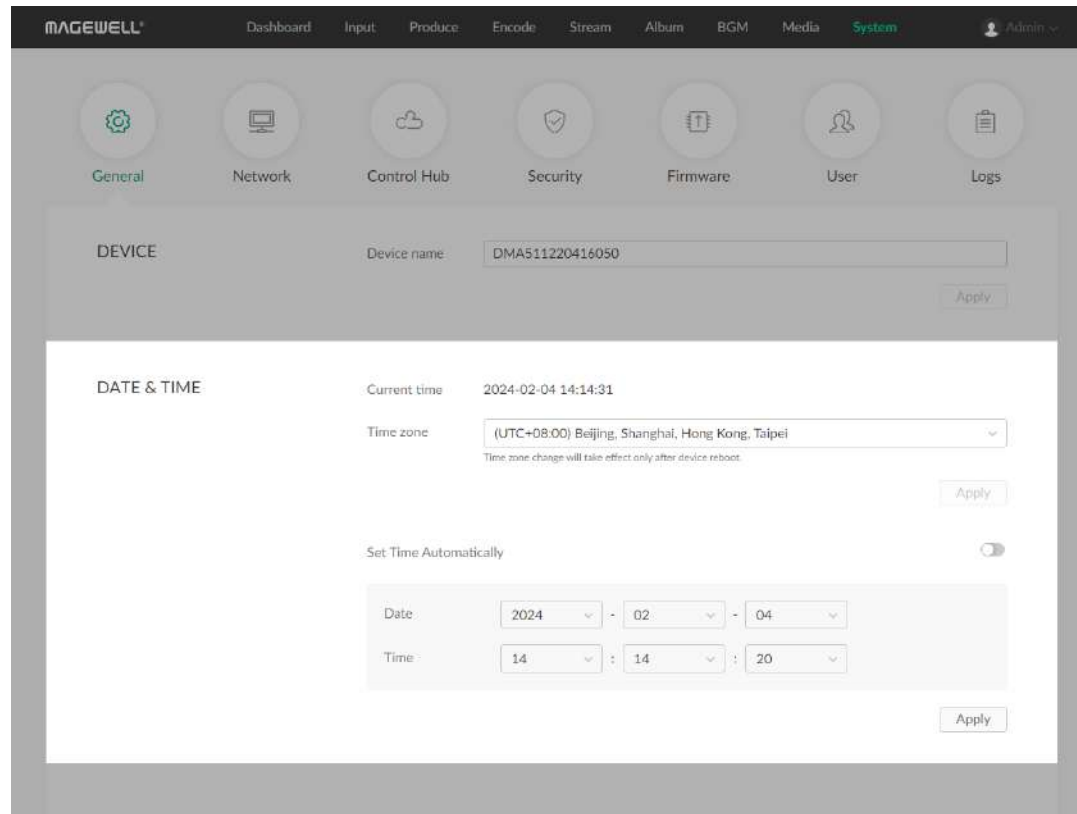 MAGEWELL® Dashboard Input Produce Encode Stream Album BGM Media System Admin
General Network Control Hub Security Firmware User Logs
DEVICE Device name DMA511220416050
Apply
DATE & TIME Current time 2024-02-04 14:14:31
Time zone (UTC+08:00) Beijing, Shanghai, Hong Kong, Taipei
Time zone change will take effect only after device reboot.
Apply
Set Time Automatically
Date 2024 - 02 - 04
Time 14 : 14 : 20
Apply